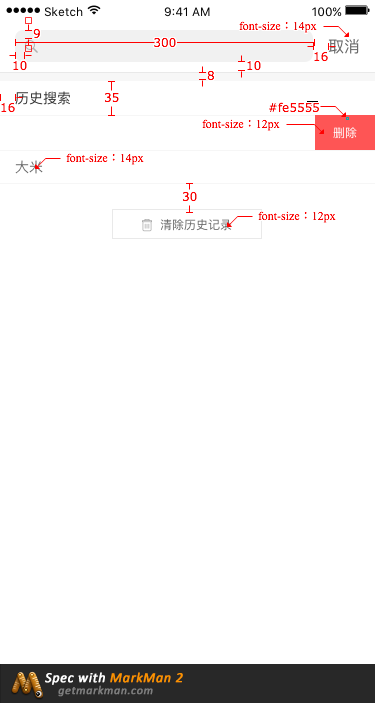 ●●●●● Sketch 9:41 AM 100%
font-size：14px
9
300
取消
10
10
16
8
历史搜索
35
16
#fe5555
font-size：12px
删除
大米
font-size：14px
30
清除历史记录
font-size：12px
Spec with MarkMan 2
getmarkman.com